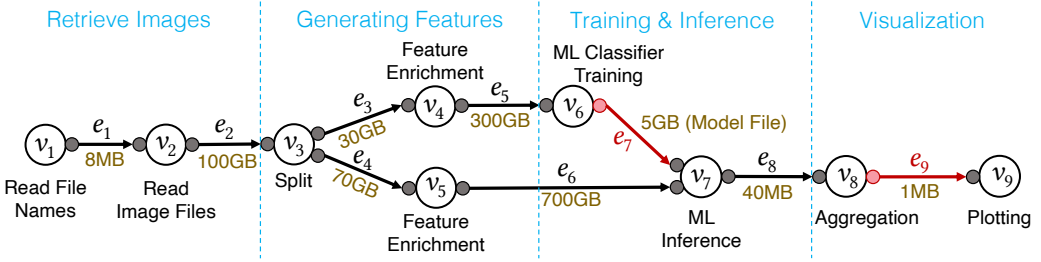 Retrieve Images
Generating Features
Training & Inference
Visualization
Feature
Enrichment
ML Classifier
Training
e1
8MB
e2
100GB
e3
30GB
e4
70GB
e5
300GB
5GB (Model File)
e7
e6
700GB
e8
40MB
e9
1MB
v1
v2
v3
v4
v5
v6
v7
v8
v9
Read File
Names
Read
Image Files
Split
Feature
Enrichment
ML
Inference
Aggregation
Plotting